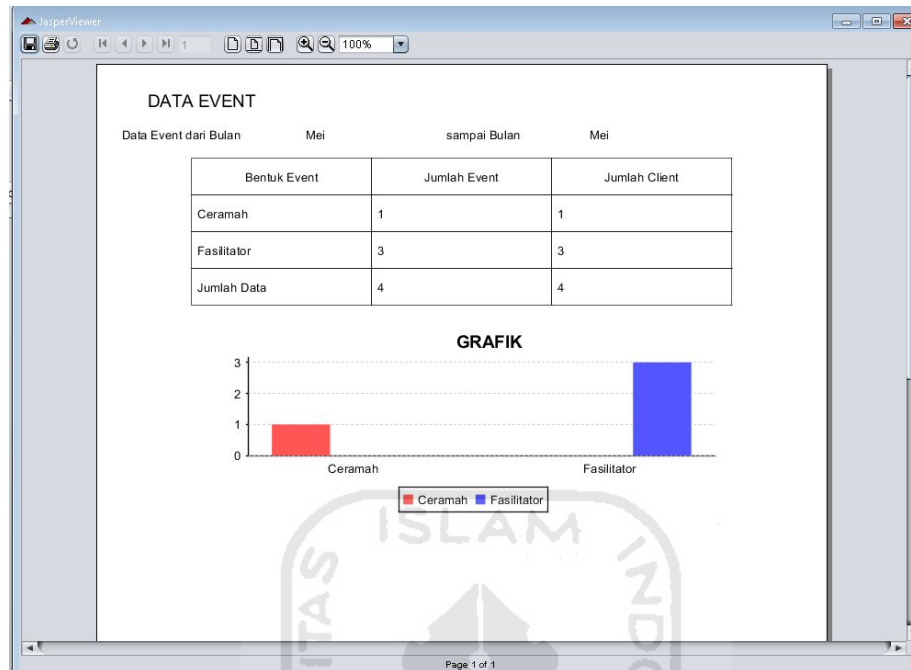 JasperViewer
1 100%
DATA EVENT
Data Event dari Bulan Mei sampai Bulan Mei
Bentuk Event Jumlah Event Jumlah Client
Ceramah 1 1
Fasilitator 3 3
Jumlah Data 4 4
GRAFIK
3
2
1
0
Ceramah Fasilitator
Ceramah Fasilitator
ISLAM
Page 1 of 1